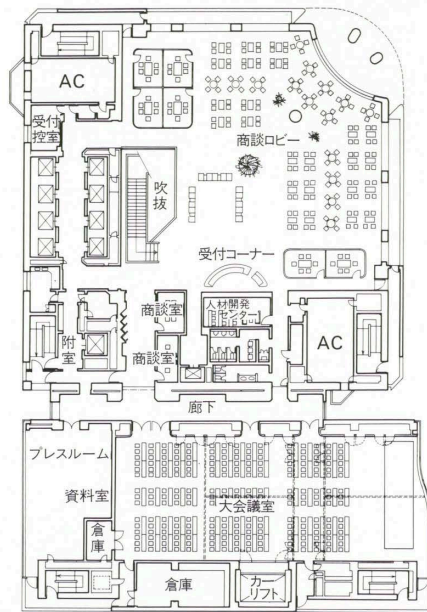 AC
受付
控室
商談ロビー
吹抜
受付コーナー
商談室
人材開発
センター
附室
商談室
AC
廊下
プレスルーム
資料室
大会議室
倉庫
倉庫
カー
リフト